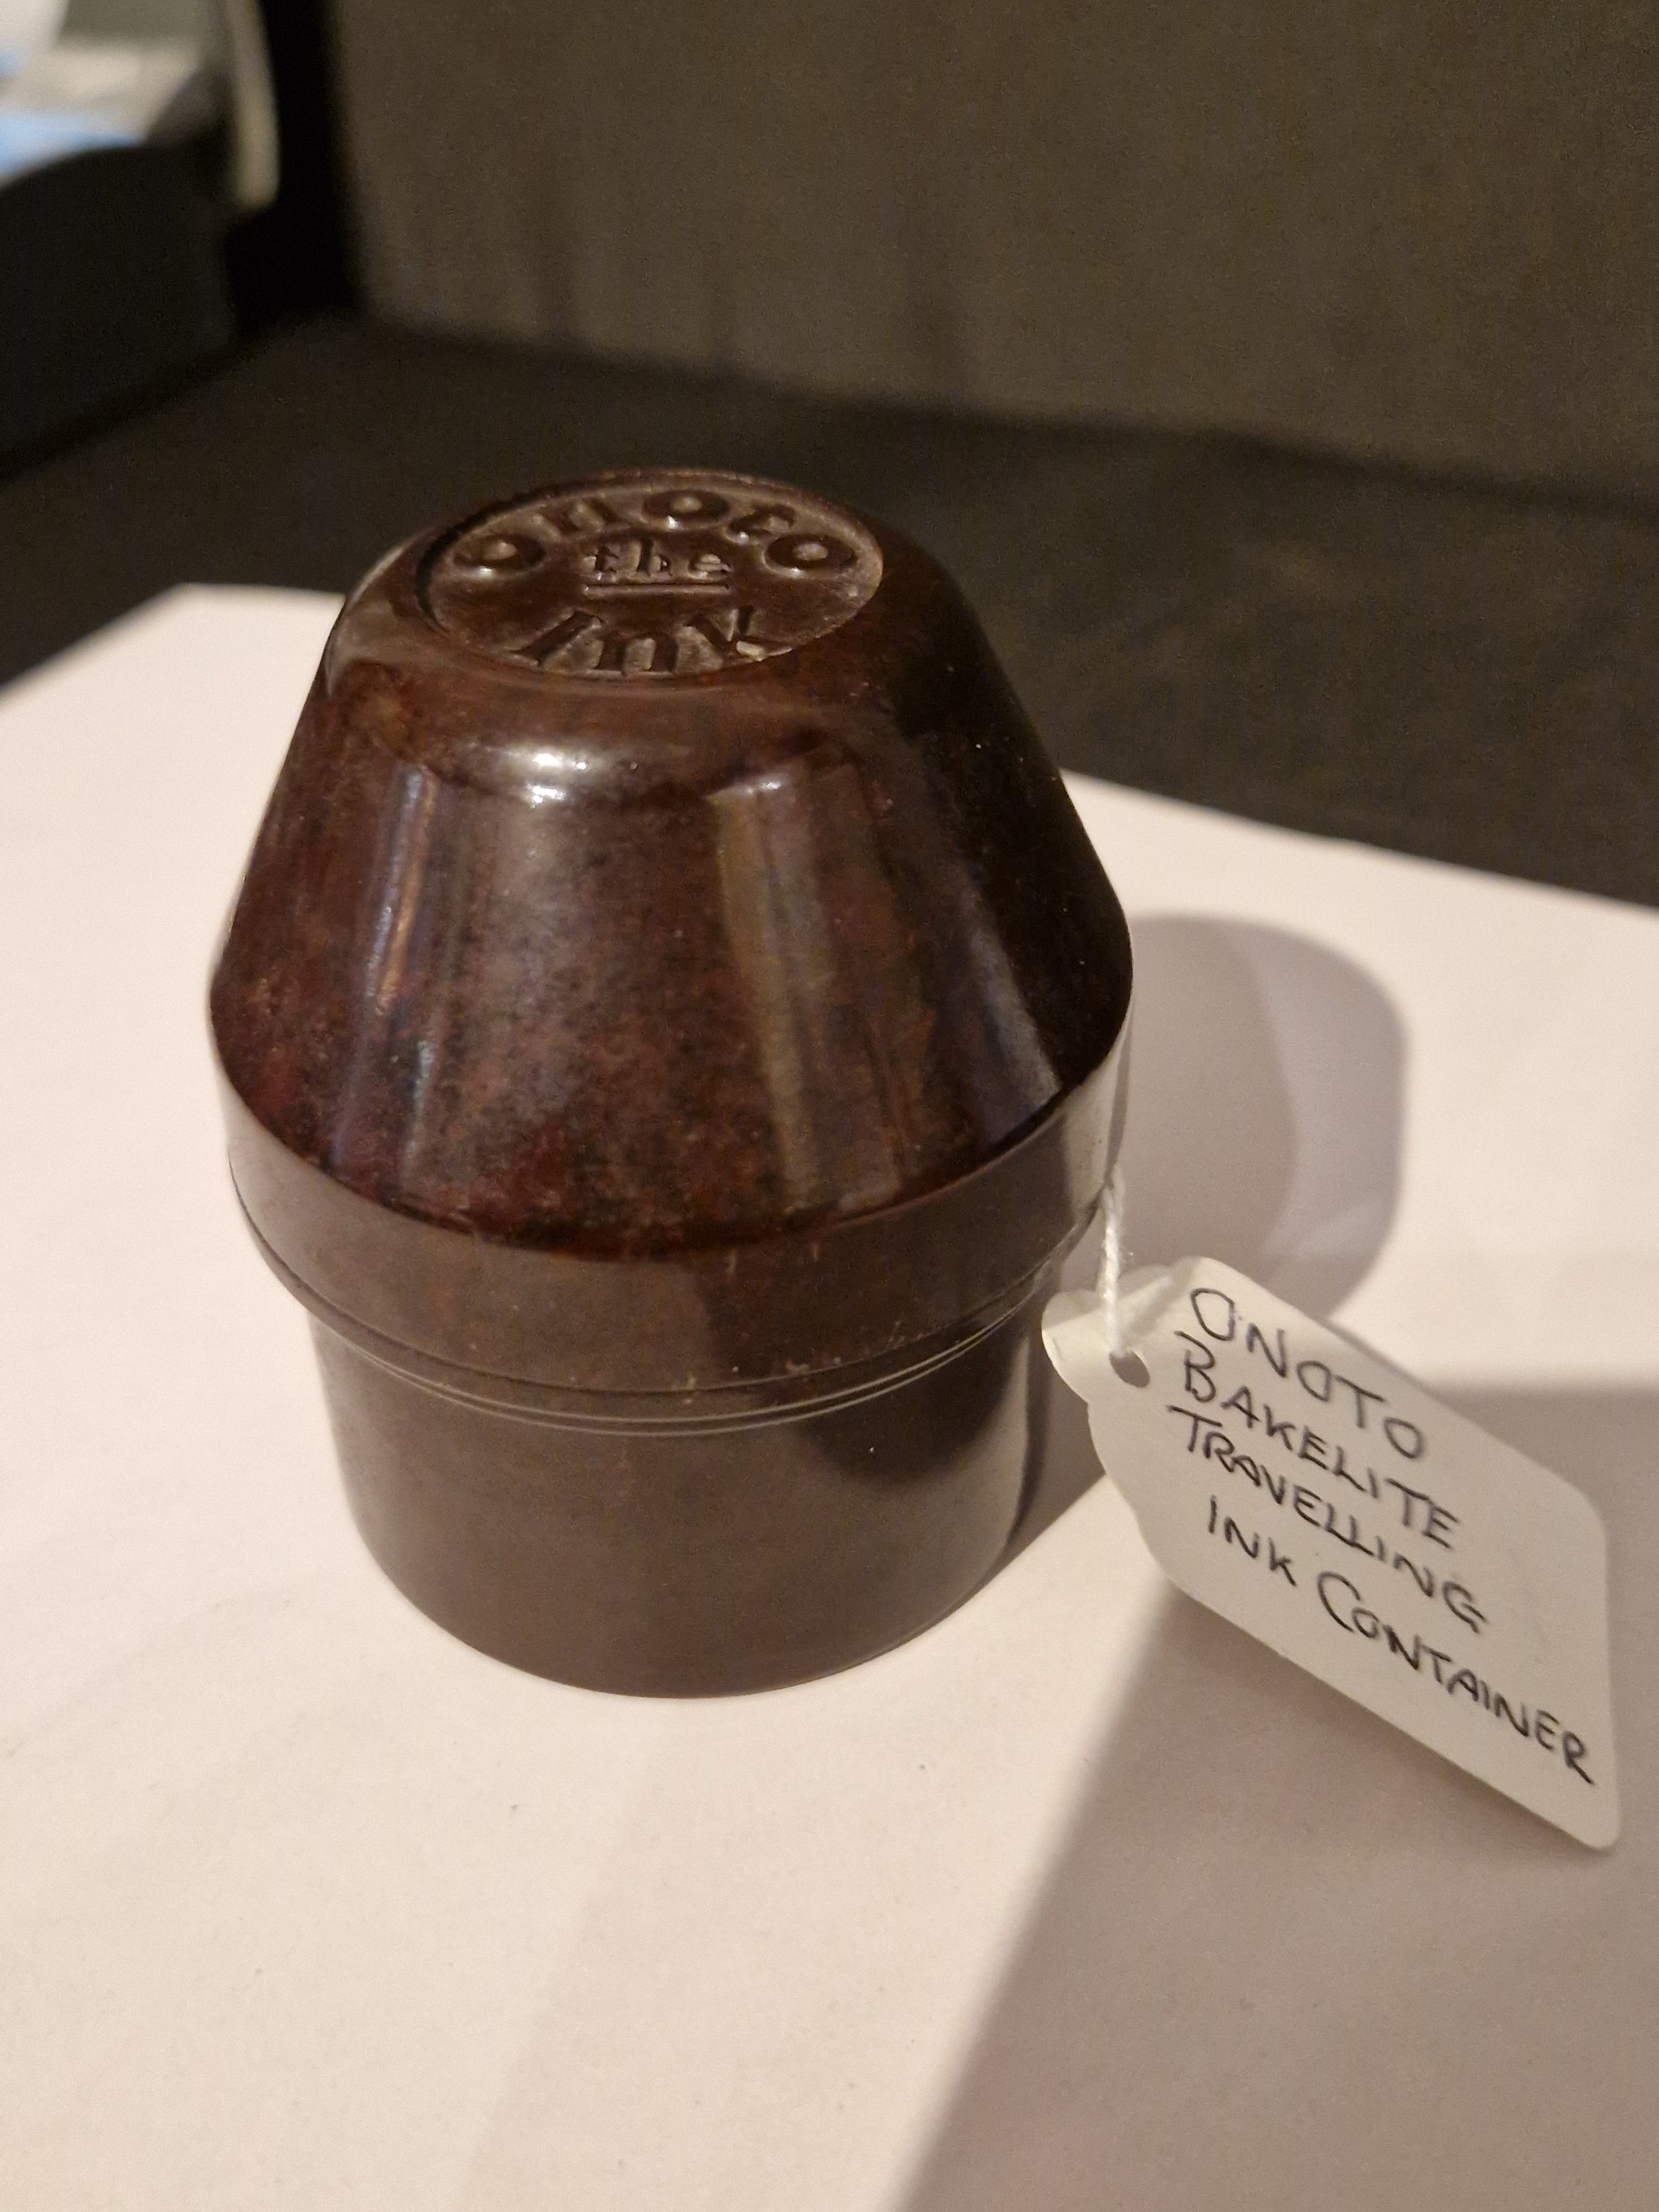 Onoto
the
Ink
ONOTO
BAKELITE
TRAVELLING
INK CONTAINER